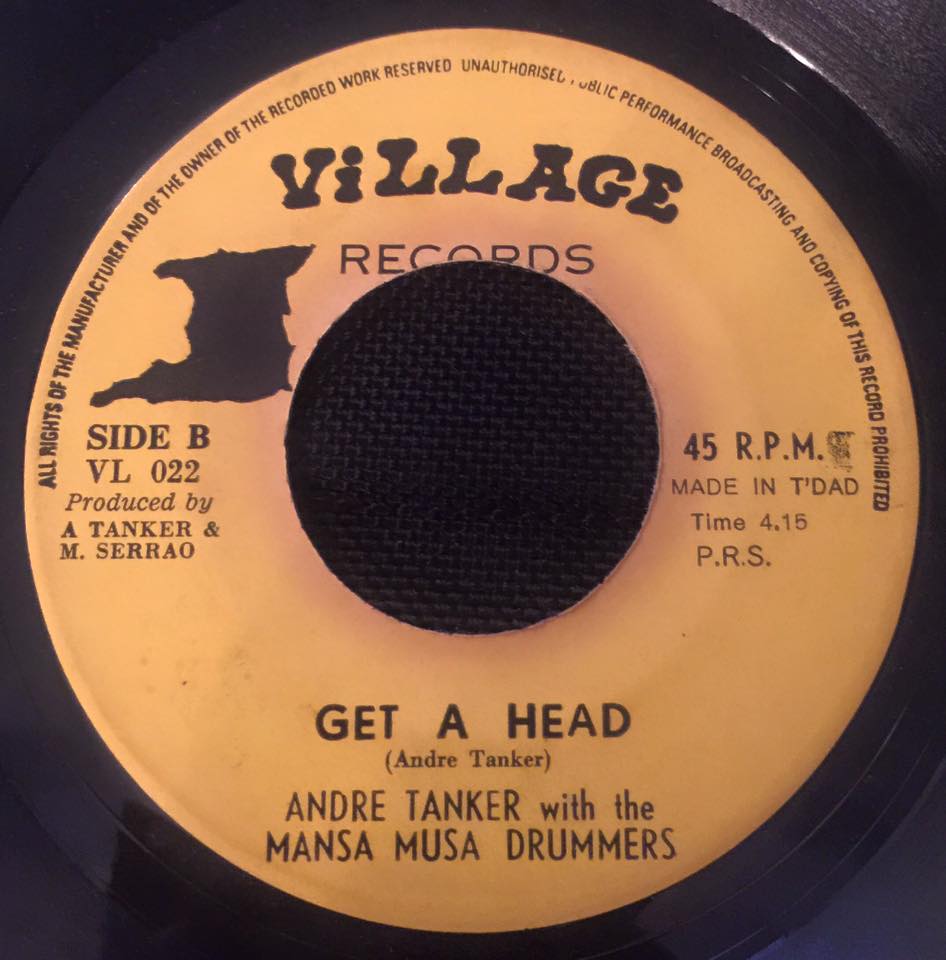 ALL RIGHTS OF THE MANUFACTURER AND OF THE OWNER OF THE RECORDED WORK RESERVED UNAUTHORISED PUBLIC PERFORMANCE BROADCASTING AND COPYING OF THIS RECORD PROHIBITED
ViLLAGE
RECORDS
SIDE B
VL 022
Produced by
A TANKER &
M. SERRAO
45 R.P.M.
MADE IN T'DAD
Time 4.15
P.R.S.
GET A HEAD
(Andre Tanker)
ANDRE TANKER with the
MANSA MUSA DRUMMERS